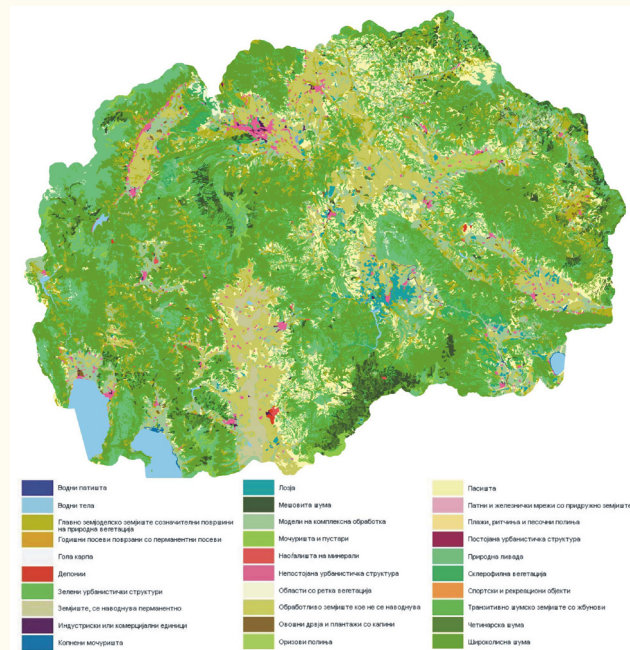 Водни патишта
Водни тела
Главно земјоделско земјиште со значителни површини
на природна вегетација
Годишни посеви поврзани со перманентни посеви
Гола карпа
Депонии
Зелени урбанистички структури
Земјиште, се наводнува перманентно
Индустриски или комерцијални единици
Копнени мочуришта
Лозја
Мешовита шума
Модели на комплексна обработка
Мочуришта и пустари
Наоѓалишта на минерали
Непостојана урбанистичка структура
Области со ретка вегетација
Обработливо земјиште кое не се наводнува
Овошни дрвја и плантажи со капини
Оризови полиња
Пасишта
Патни и железнички мрежи со придружно земјиште
Плажи, ритчиња и песочни полиња
Постојана урбанистичка структура
Природна ливада
Склерофилна вегетација
Спортски и рекреациони објекти
Транзитивно шумско земјиште со жбунови
Четинарска шума
Широколисна шума